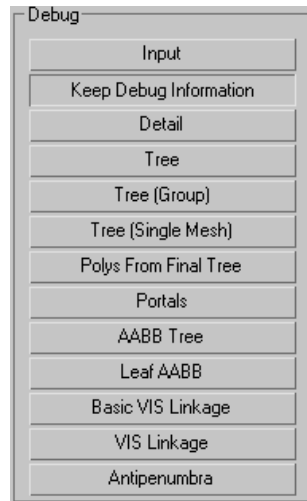 Debug
Input
Keep Debug Information
Detail
Tree
Tree (Group)
Tree (Single Mesh)
Polys From Final Tree
Portals
AABB Tree
Leaf AABB
Basic VIS Linkage
VIS Linkage
Antipenumbra